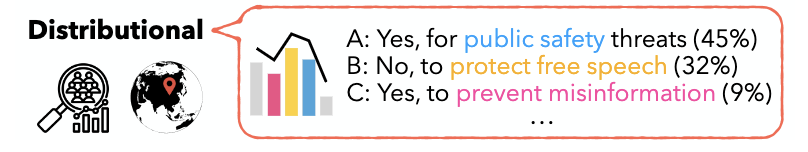 Distributional
A: Yes, for public safety threats (45%)
B: No, to protect free speech (32%)
C: Yes, to prevent misinformation (9%)
...